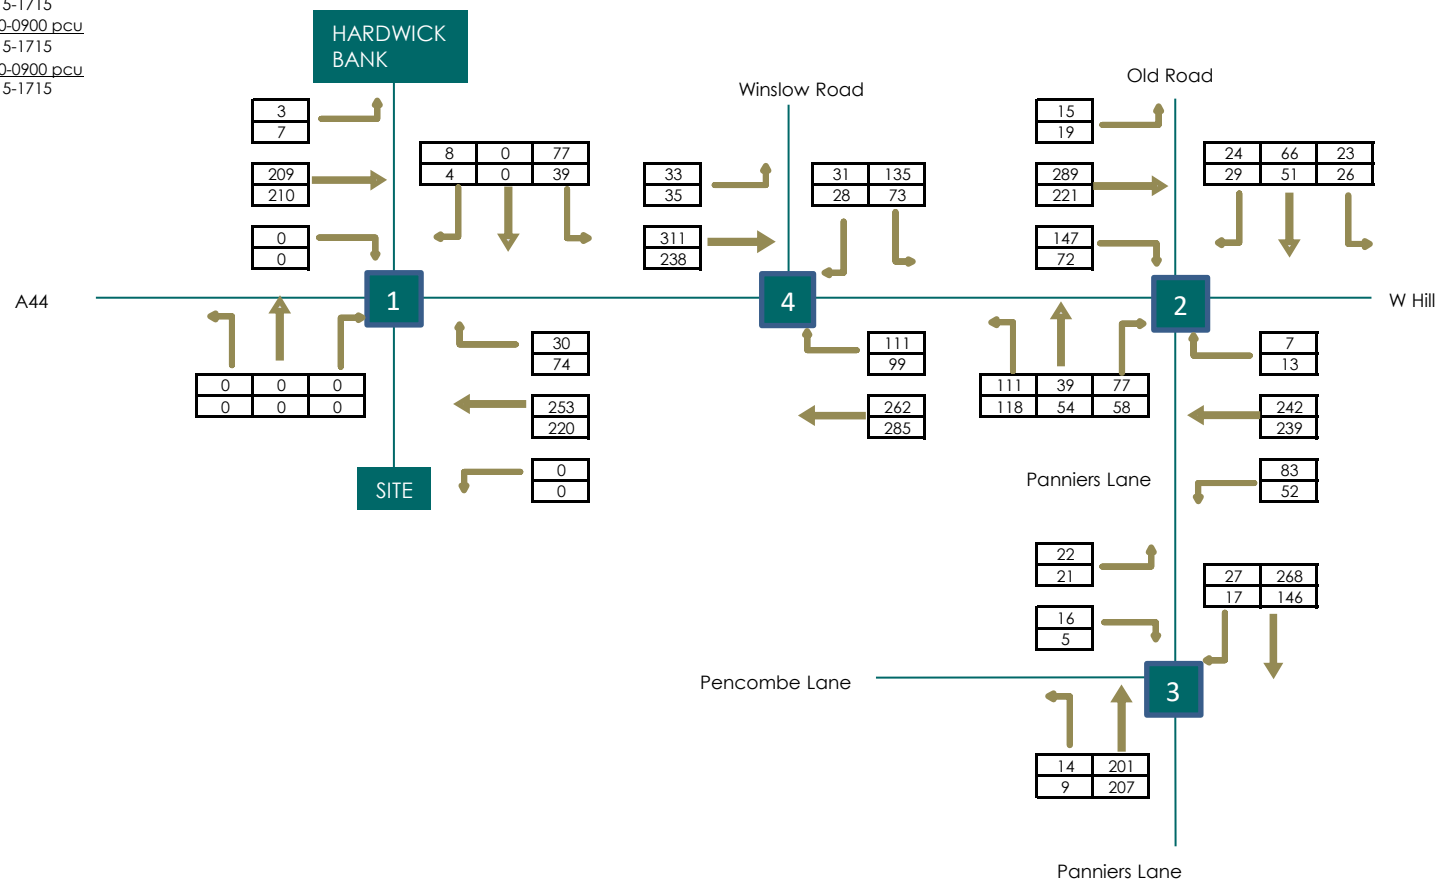 5-1715
0-0900 pcu
5-1715
0-0900 pcu
5-1715
HARDWICK
BANK
Winslow Road
Old Road
3
7
209
210
0
0
8 0 77
4 0 39
33
35
311
238
31 135
28 73
15
19
289
221
147
72
24 66 23
29 51 26
A44
1
4
2
W Hill
0 0 0
0 0 0
30
74
253
220
0
0
SITE
111
99
262
285
111 39 77
118 54 58
7
13
242
239
83
52
Panniers Lane
22
21
16
5
27 268
17 146
Pencombe Lane
3
14 201
9 207
Panniers Lane